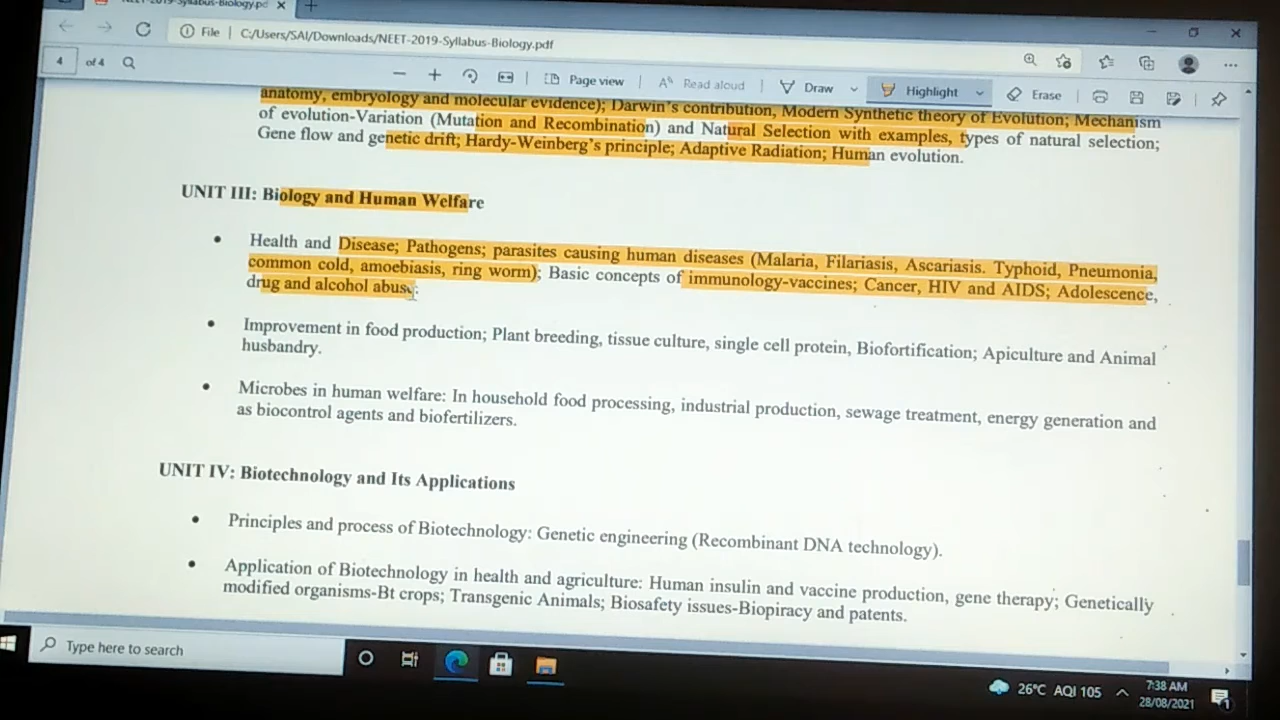 NEET-2019-Syllabus-Biology.pd
File | C:/Users/SAI/Downloads/NEET-2019-Syllabus-Biology.pdf
4 of 4 Page view Read aloud Draw Highlight Erase
anatomy, embryology and molecular evidence); Darwin's contribution, Modern Synthetic theory of Evolution; Mechanism
of evolution-Variation (Mutation and Recombination) and Natural Selection with examples, types of natural selection;
Gene flow and genetic drift; Hardy-Weinberg's principle; Adaptive Radiation; Human evolution.
UNIT III: Biology and Human Welfare
• Health and Disease; Pathogens; parasites causing human diseases (Malaria, Filariasis, Ascariasis. Typhoid, Pneumonia,
common cold, amoebiasis, ring worm); Basic concepts of immunology-vaccines; Cancer, HIV and AIDS; Adolescence,
drug and alcohol abuse.
• Improvement in food production; Plant breeding, tissue culture, single cell protein, Biofortification; Apiculture and Animal
husbandry.
• Microbes in human welfare: In household food processing, industrial production, sewage treatment, energy generation and
as biocontrol agents and biofertilizers.
UNIT IV: Biotechnology and Its Applications
• Principles and process of Biotechnology: Genetic engineering (Recombinant DNA technology).
• Application of Biotechnology in health and agriculture: Human insulin and vaccine production, gene therapy; Genetically
modified organisms-Bt crops; Transgenic Animals; Biosafety issues-Biopiracy and patents.
Type here to search
26°C AQI 105
7:38 AM
28/08/2021
1